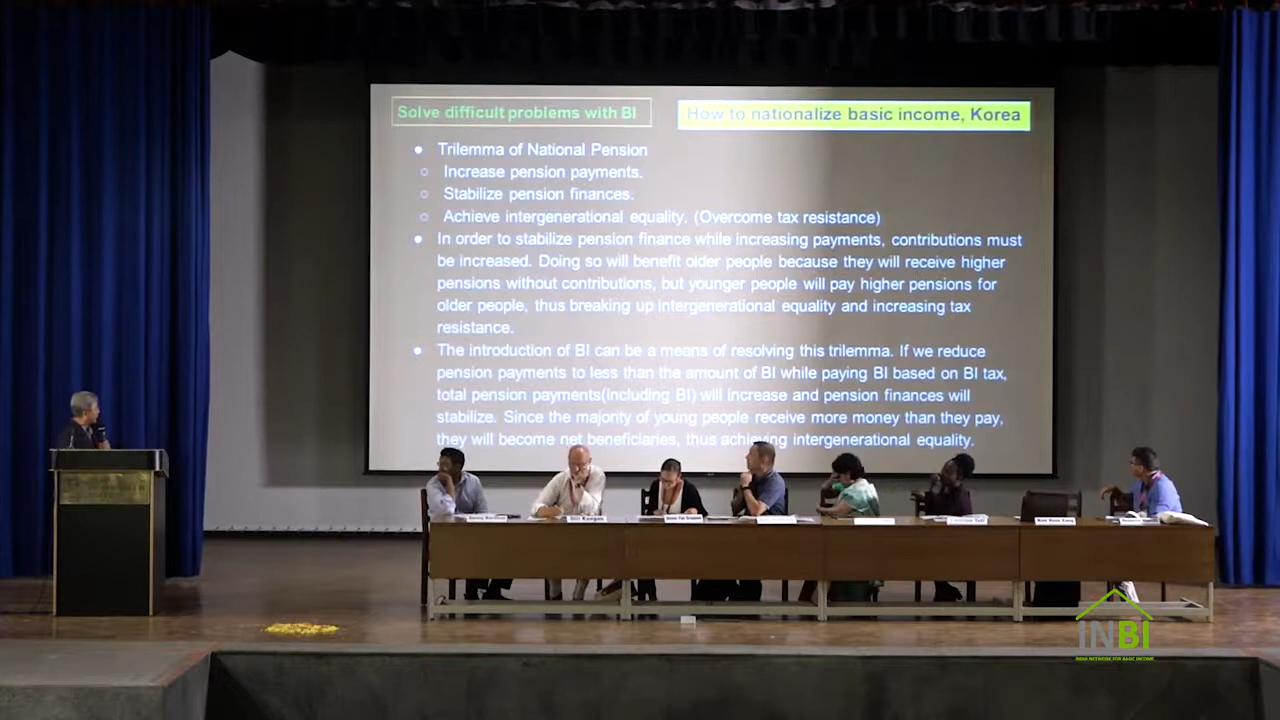 Solve difficult problems with BI
How to nationalize basic income, Korea
● Trilemma of National Pension
○ Increase pension payments.
○ Stabilize pension finances.
○ Achieve intergenerational equality. (Overcome tax resistance)
● In order to stabilize pension finance while increasing payments, contributions must
be increased. Doing so will benefit older people because they will receive higher
pensions without contributions, but younger people will pay higher pensions for
older people, thus breaking up intergenerational equality and increasing tax
resistance.
● The introduction of BI can be a means of resolving this trilemma. If we reduce
pension payments to less than the amount of BI while paying BI based on BI tax,
total pension payments(Including BI) will increase and pension finances will
stabilize. Since the majority of young people receive more money than they pay,
they will become net beneficiaries, thus achieving intergenerational equality.
INBI
INDIA NETWORK FOR BASIC INCOME